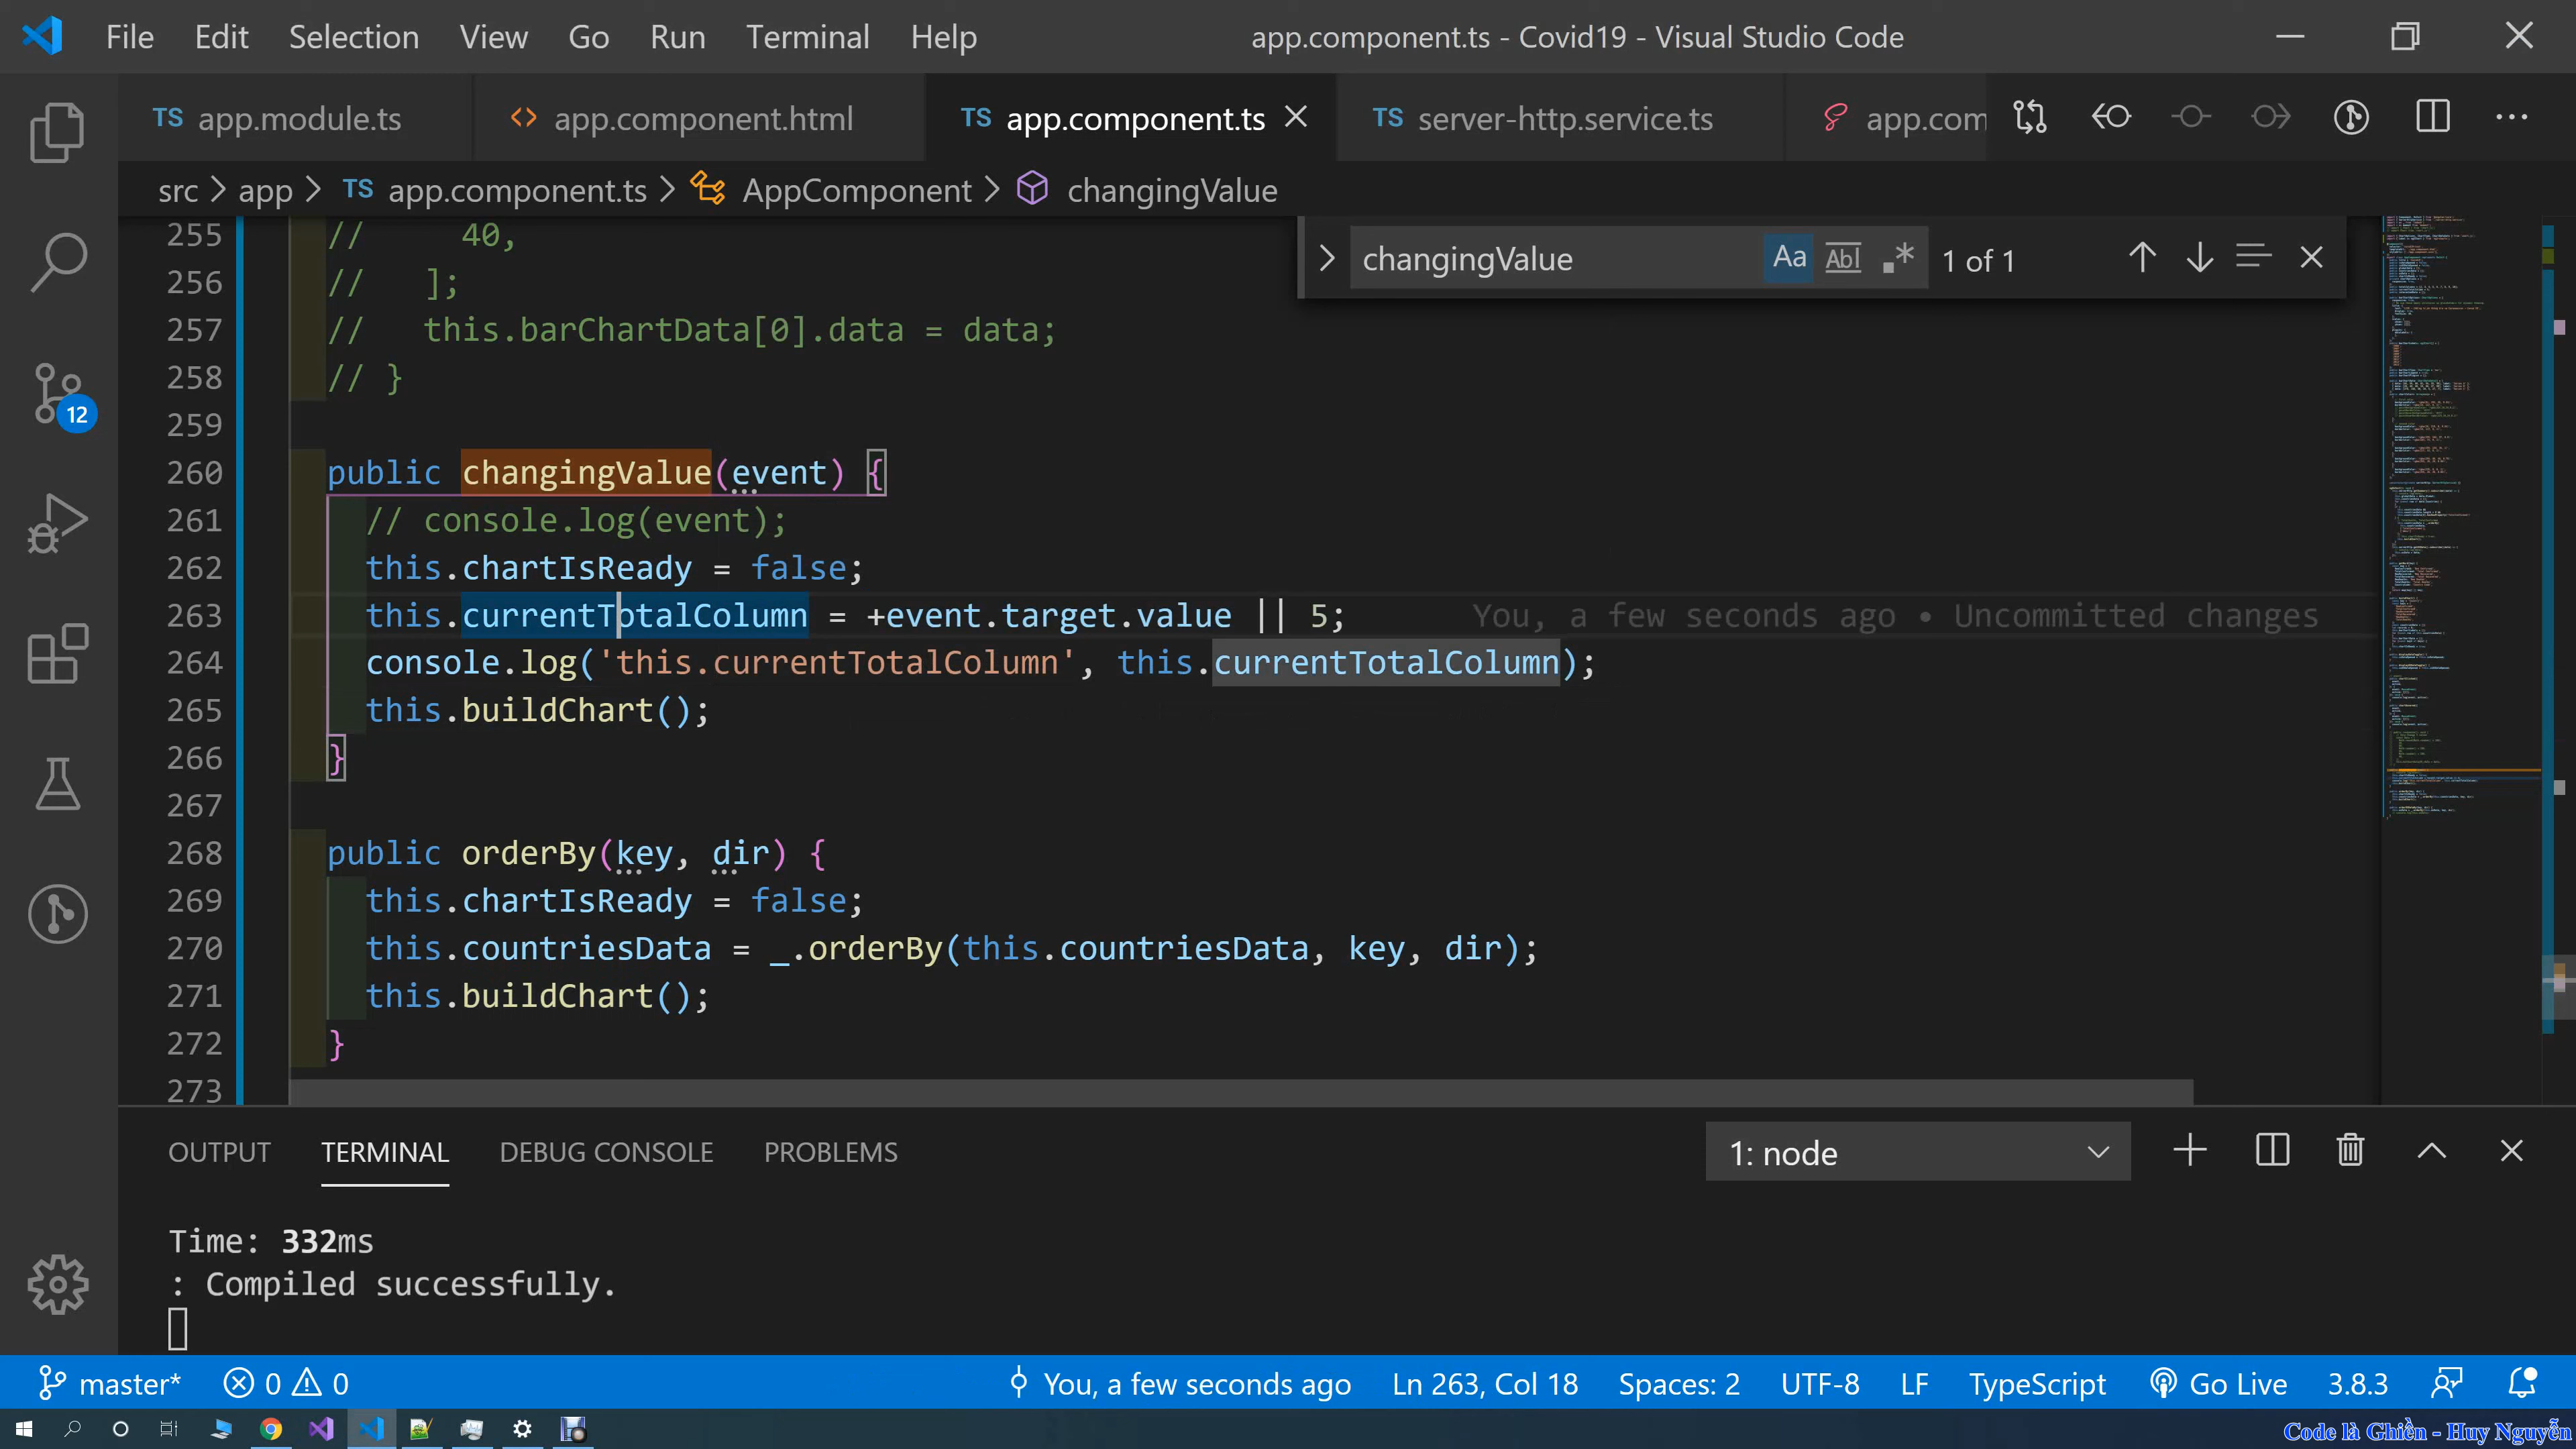 File Edit Selection View Go Run Terminal Help app.component.ts - Covid19 - Visual Studio Code
TS app.module.ts <> app.component.html TS app.component.ts TS server-http.service.ts app.com
src > app > TS app.component.ts > AppComponent > changingValue
changingValue Aa Abl .* 1 of 1
255 // 40,
256 // ];
257 // this.barChartData[0].data = data;
258 // }
259
260 public changingValue(event) {
261 // console.log(event);
262 this.chartIsReady = false;
263 this.currentTotalColumn = +event.target.value || 5; You, a few seconds ago • Uncommitted changes
264 console.log('this.currentTotalColumn', this.currentTotalColumn);
265 this.buildChart();
266 }
267
268 public orderBy(key, dir) {
269 this.chartIsReady = false;
270 this.countriesData = _.orderBy(this.countriesData, key, dir);
271 this.buildChart();
272 }
273
12
OUTPUT TERMINAL DEBUG CONSOLE PROBLEMS 1: node
Time: 332ms
: Compiled successfully.
master* 0 0 You, a few seconds ago Ln 263, Col 18 Spaces: 2 UTF-8 LF TypeScript Go Live 3.8.3
Code là Ghiền - Huy Nguyễn